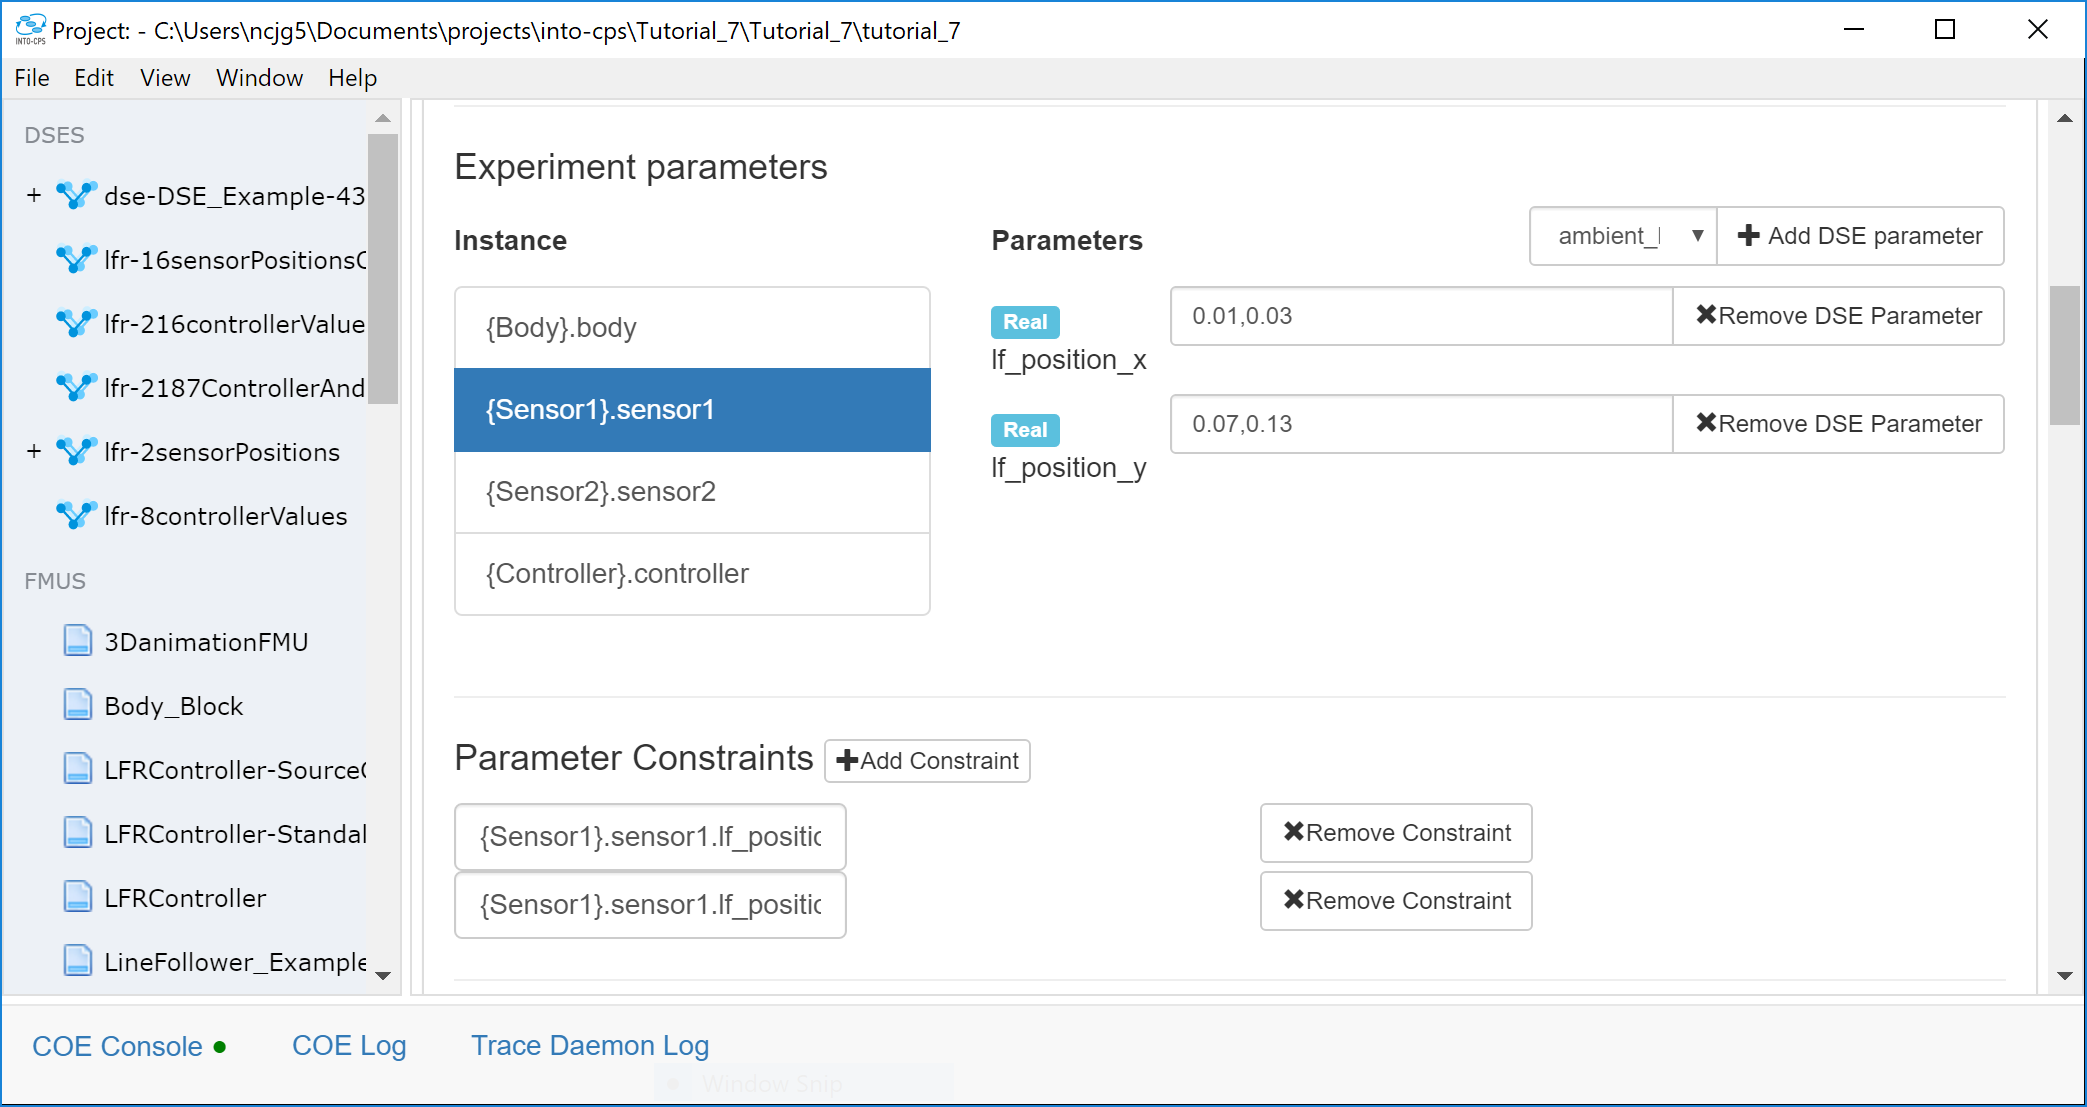 INTO-CPS
Project: - C:\Users\ncjg5\Documents\projects\into-cps\Tutorial_7\Tutorial_7\tutorial_7
File Edit View Window Help
DSES
+ dse-DSE_Example-43
lfr-16sensorPositionsC
lfr-216controllerValue
lfr-2187ControllerAnd
+ lfr-2sensorPositions
lfr-8controllerValues
FMUS
3DanimationFMU
Body_Block
LFRController-SourceC
LFRController-Standal
LFRController
LineFollower_Example
Experiment parameters
Instance
{Body}.body
{Sensor1}.sensor1
{Sensor2}.sensor2
{Controller}.controller
Parameters
ambient_l ▼ Add DSE parameter
Real
lf_position_x
0.01,0.03
Remove DSE Parameter
Real
lf_position_y
0.07,0.13
Remove DSE Parameter
Parameter Constraints Add Constraint
{Sensor1}.sensor1.lf_positic Remove Constraint
{Sensor1}.sensor1.lf_positic Remove Constraint
COE Console COE Log Trace Daemon Log
Window Snip